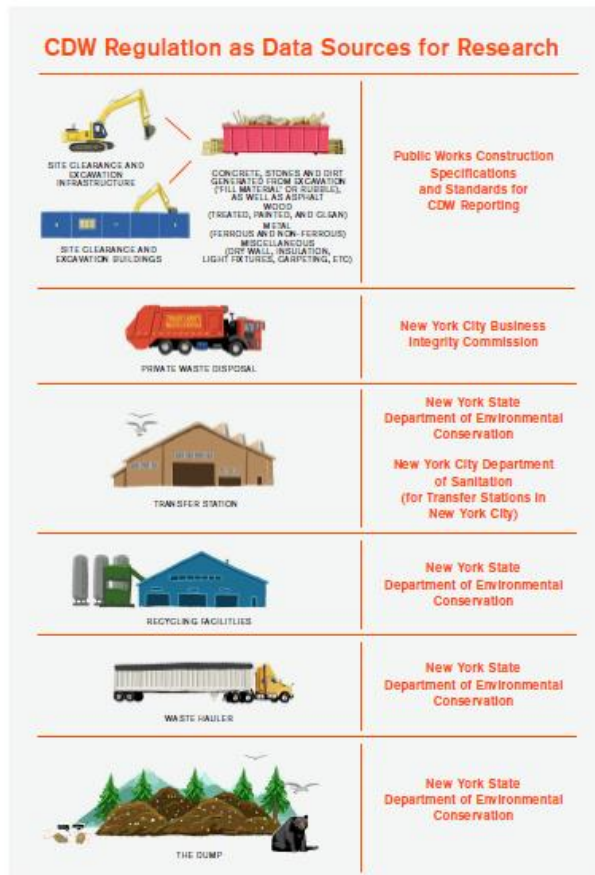 CDW Regulation as Data Sources for Research
SITE CLEARANCE AND
EXCAVATION
INFRASTRUCTURE
SITE CLEARANCE AND
EXCAVATION BUILDINGS
CONCRETE, STONES AND DIRT
GENERATED FROM EXCAVATION
("FILL MATERIAL" OR RUBBLE),
AS WELL AS ASPHALT
WOOD
(TREATED, PAINTED, AND CLEAN)
METAL
(FERROUS AND NON-FERROUS)
MISCELLANEOUS
(DRY WALL, INSULATION,
LIGHT FIXTURES, CARPETING, ETC)
Public Works Construction
Specifications
and Standards for
CDW Reporting
PRIVATE WASTE DISPOSAL
New York City Business
Integrity Commission
TRANSFER STATION
New York State
Department of Environmental
Conservation
New York City Department
of Sanitation
(for Transfer Stations in
New York City)
RECYCLING FACILITLIES
New York State
Department of Environmental
Conservation
WASTE HAULER
New York State
Department of Environmental
Conservation
THE DUMP
New York State
Department of Environmental
Conservation